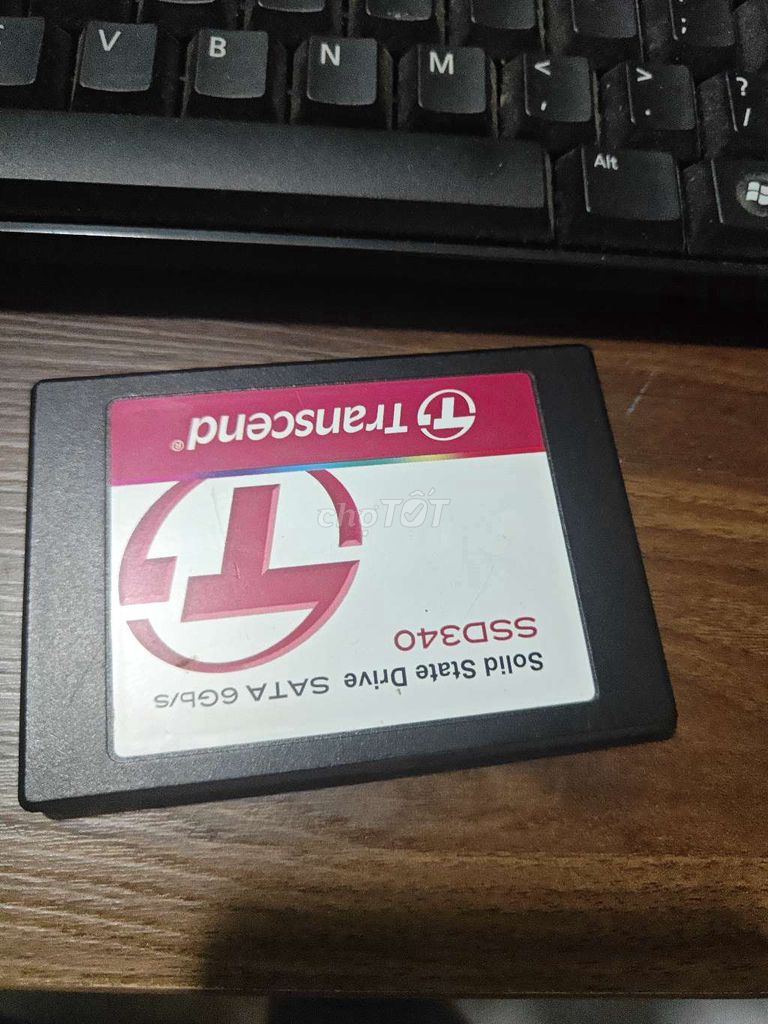 V B N M < , > . ; ? /
Alt
Transcend®
chợTỐT
SSD340
Solid State Drive SATA 6Gb/s